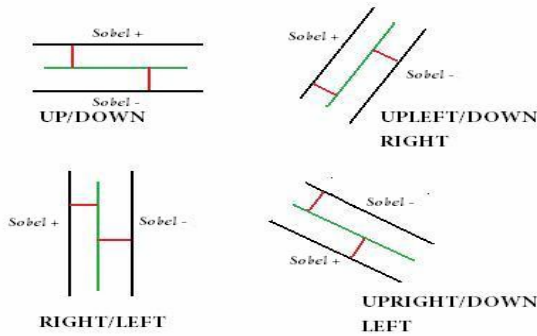 Sobel +
Sobel -
UP/DOWN
Sobel +
Sobel -
UPLEFT/DOWN
RIGHT
Sobel +
Sobel -
RIGHT/LEFT
Sobel -
Sobel +
UPRIGHT/DOWN
LEFT